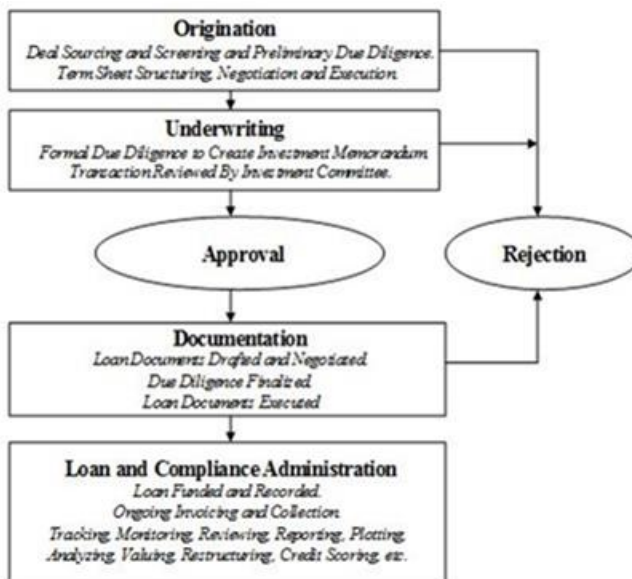 Origination
Deal Sourcing and Screening and Preliminary Due Diligence.
Term Sheet Structuring, Negotiation and Execution.
Underwriting
Formal Due Diligence to Create Investment Memorandum
Transaction Reviewed By Investment Committee.
Approval
Rejection
Documentation
Loan Documents Drafted and Negotiated.
Due Diligence Finalized.
Loan Documents Executed
Loan and Compliance Administration
Loan Funded and Recorded.
Ongoing Invoicing and Collection
Tracking, Monitoring, Reviewing, Reporting, Plotting,
Analyzing, Valuing, Restructuring, Credit Scoring, etc.